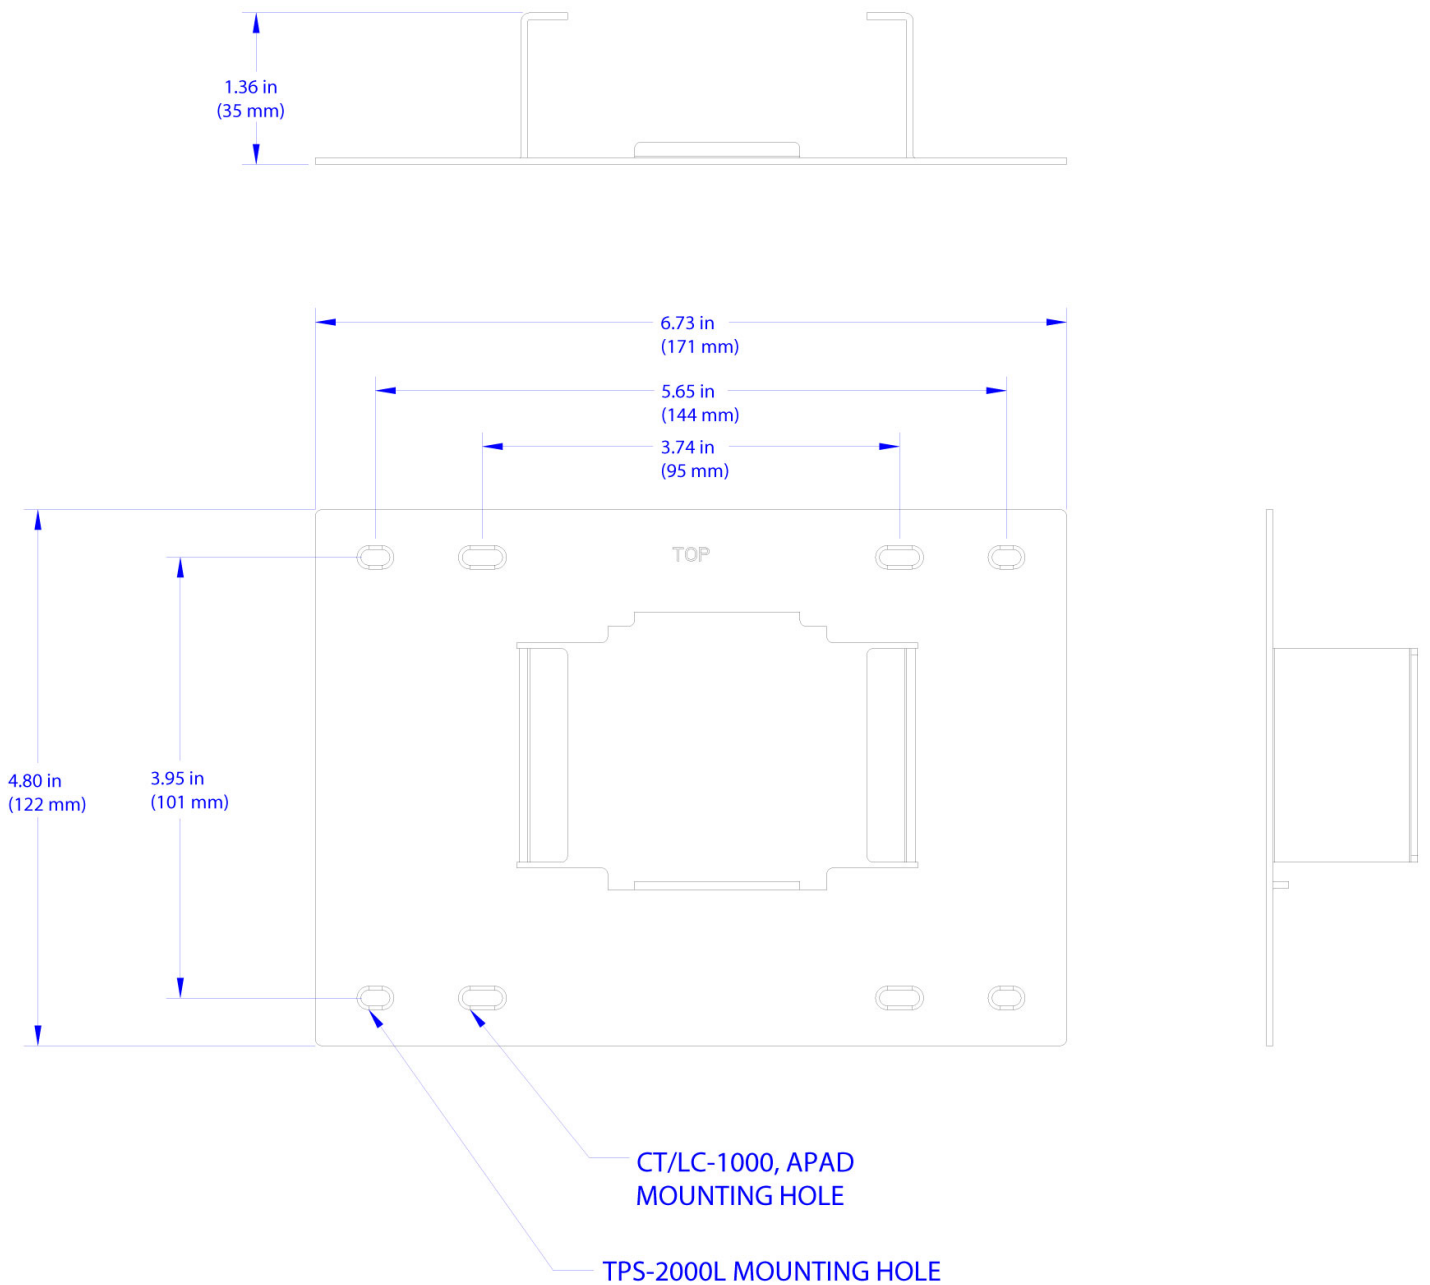 1.36 in
(35 mm)
6.73 in
(171 mm)
5.65 in
(144 mm)
3.74 in
(95 mm)
TOP
4.80 in
(122 mm)
3.95 in
(101 mm)
CT/LC-1000, APAD
MOUNTING HOLE
TPS-2000L MOUNTING HOLE